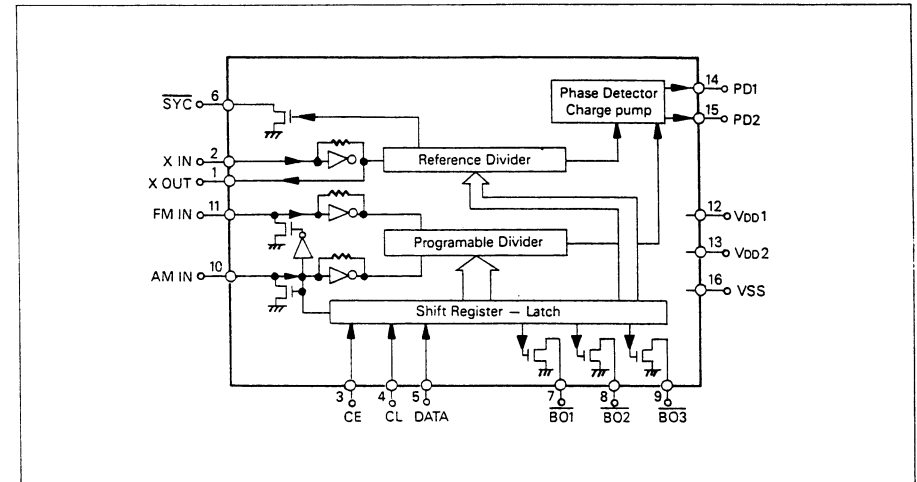 6
SYC
2
X IN
1
X OUT
11
FM IN
10
AM IN
Phase Detector
Charge pump
14
PD1
15
PD2
Reference Divider
Programable Divider
12
VDD1
13
VDD2
16
VSS
Shift Register — Latch
3
CE
4
CL
5
DATA
7
BO1
8
BO2
9
BO3